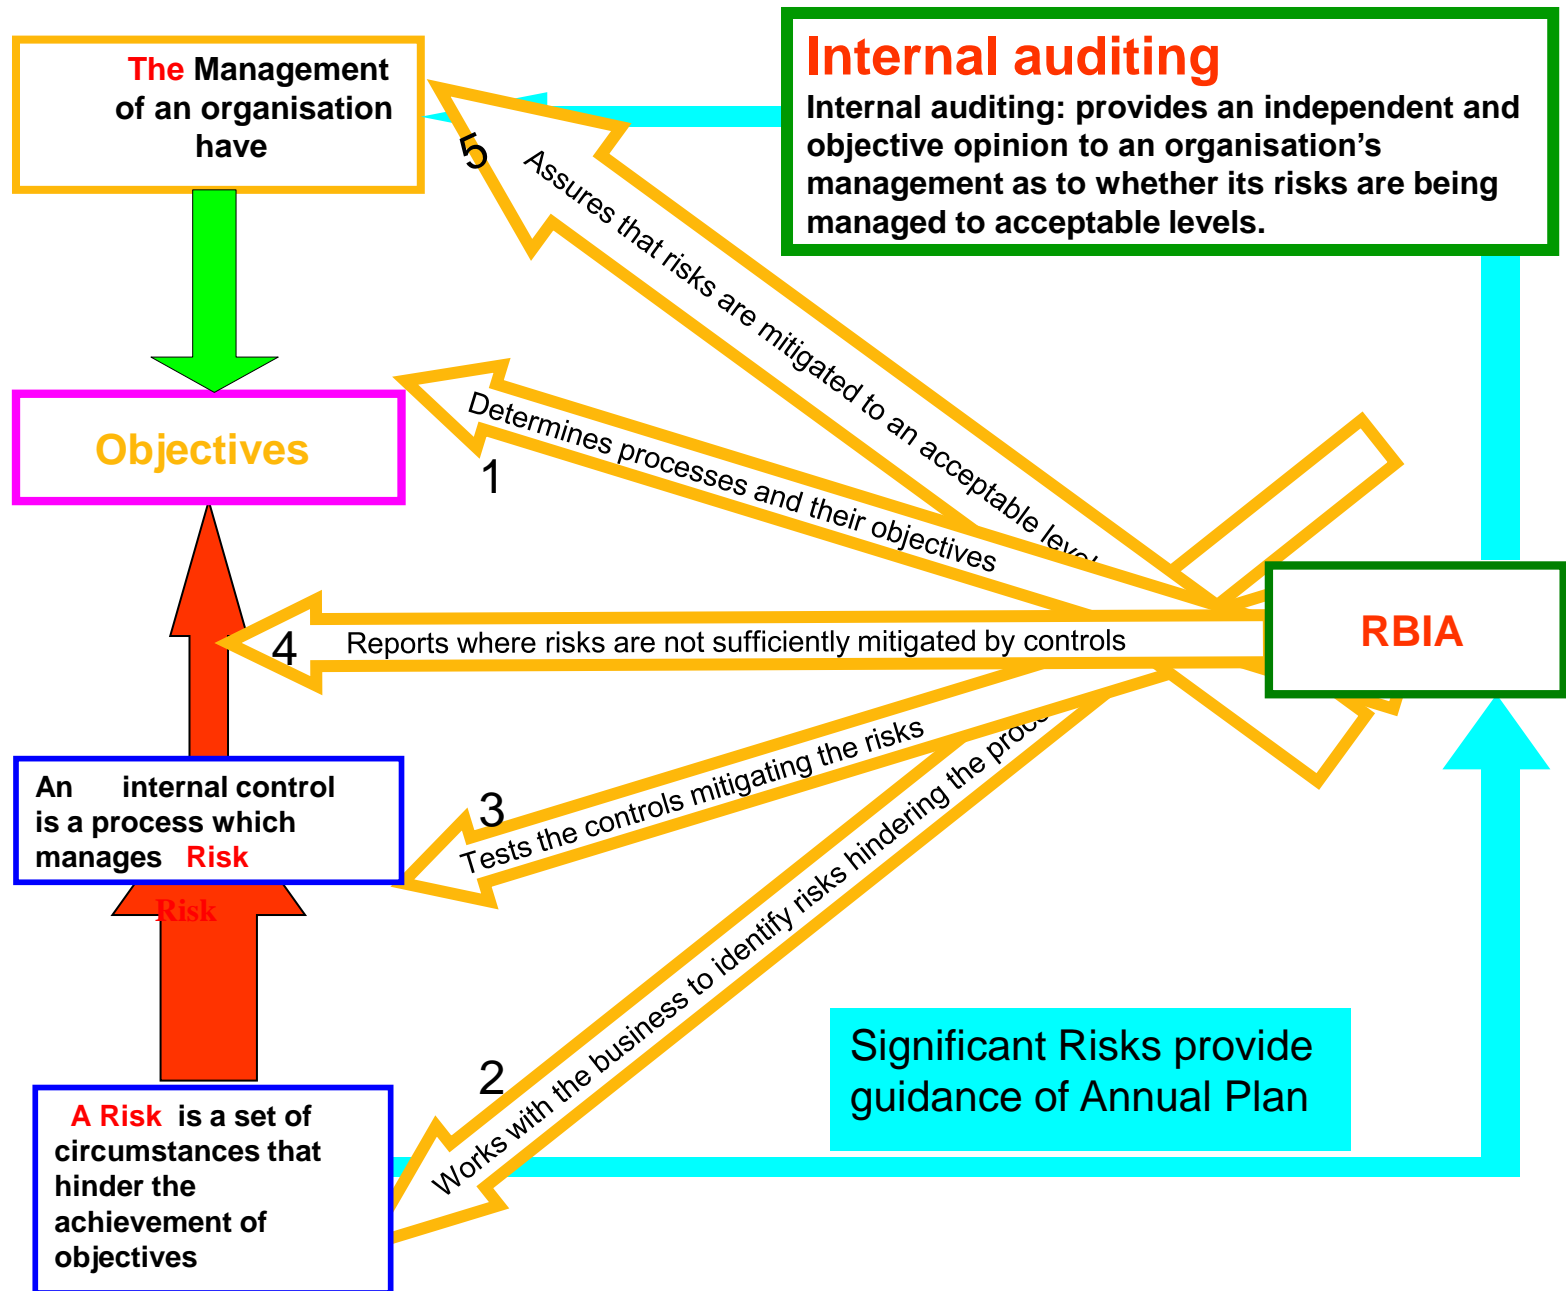 The Management
of an organisation
have
Internal auditing
Internal auditing: provides an independent and
objective opinion to an organisation's
management as to whether its risks are being
managed to acceptable levels.
5
Assures that risks are mitigated to an acceptable level
Objectives
Determines processes and their objectives
1
4
Reports where risks are not sufficiently mitigated by controls
RBIA
An internal control
is a process which
manages Risk
Risk
3
Tests the controls mitigating the risks
2
Works with the business to identify risks hindering the
Significant Risks provide
guidance of Annual Plan
A Risk is a set of
circumstances that
hinder the
achievement of
objectives